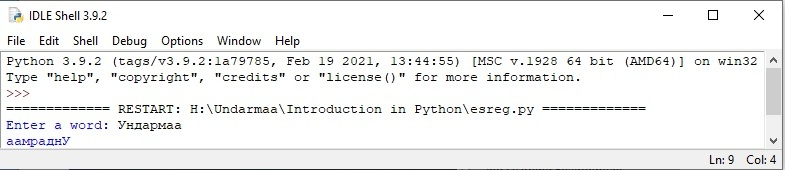 IDLE Shell 3.9.2
File Edit Shell Debug Options Window Help
Python 3.9.2 (tags/v3.9.2:1a79785, Feb 19 2021, 13:44:55) [MSC v.1928 64 bit (AMD64)] on win32
Type "help", "copyright", "credits" or "license()" for more information.
>>>
============= RESTART: H:\Undarmaa\Introduction in Python\esreg.py =============
Enter a word: Ундармаа
аамраднУ
Ln: 9 Col: 4